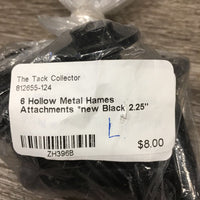 The Tack Collector
812655-124
6 Hollow Metal Hames
Attachments *new Black 2.25"
L
$8.00
ZH396B